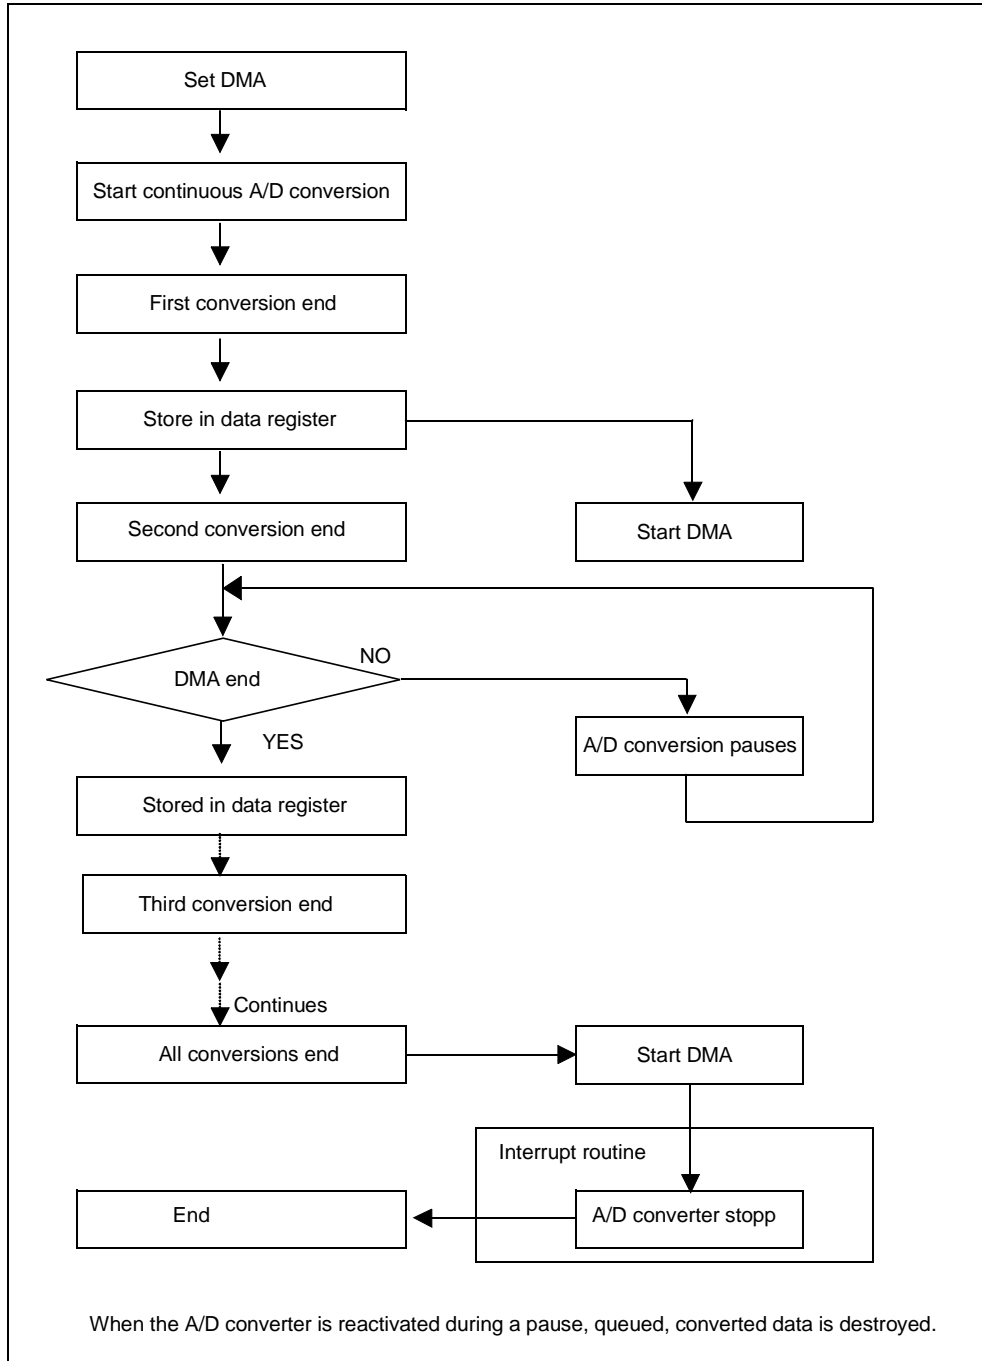 Set DMA
Start continuous A/D conversion
First conversion end
Store in data register
Second conversion end
Start DMA
NO
DMA end
YES
A/D conversion pauses
Stored in data register
Third conversion end
Continues
All conversions end
Start DMA
Interrupt routine
A/D converter stopp
End
When the A/D converter is reactivated during a pause, queued, converted data is destroyed.